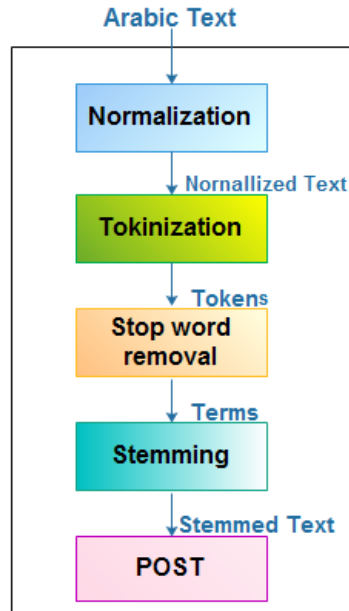 Arabic Text
Normalization
Nornallized Text
Tokinization
Tokens
Stop word
removal
Terms
Stemming
Stemmed Text
POST